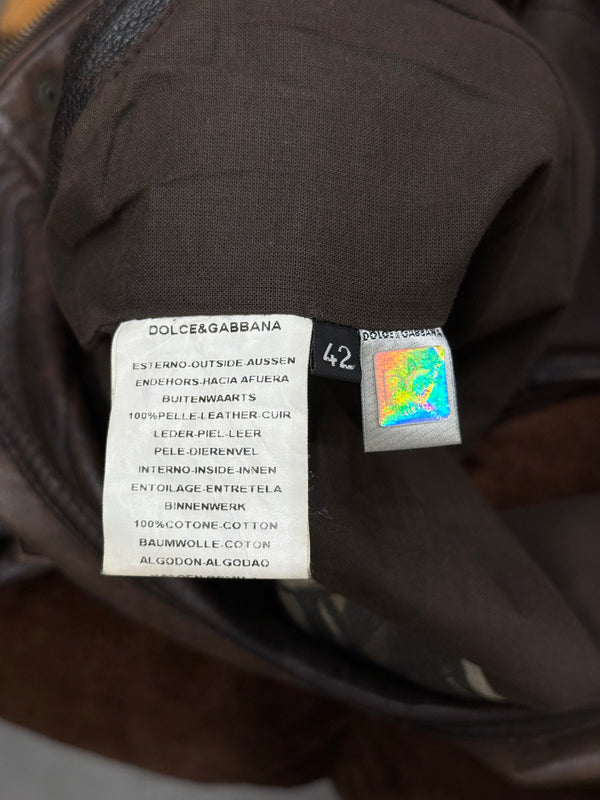 DOLCE&GABBANA
ESTERNO-OUTSIDE-AUSSEN
ENDEHORS-HACIA AFUERA
BUITENWAARTS
100%PELLE-LEATHER-CUIR
LEDER-PIEL-LEER
PELE-DIERENVEL
INTERNO-INSIDE-INNEN
ENTOILAGE-ENTRETELA
BINNENWERK
100%COTONE-COTTON
BAUMWOLLE-COTON
ALGODON-ALGODAO
42
DOLCE&GABBANA